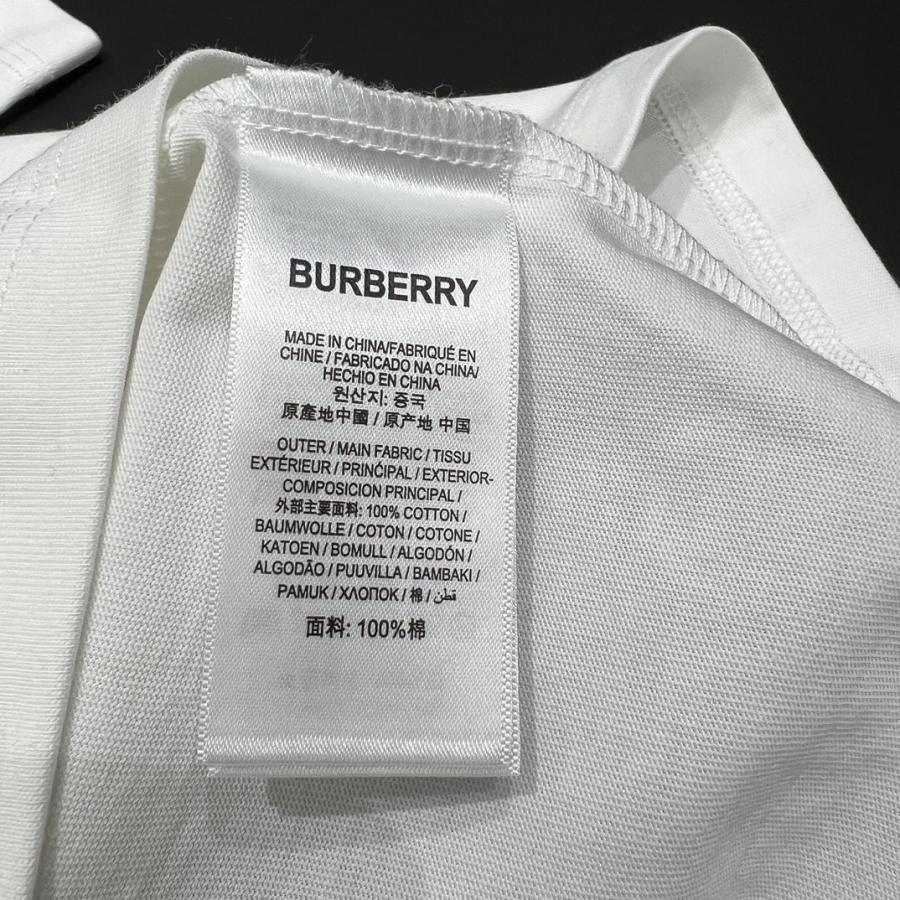 BURBERRY
MADE IN CHINA/FABRIQUÉ EN
CHINE / FABRICADO NA CHINA/
HECHIO EN CHINA
원산지: 중국
原產地中國 / 原产地 中国
OUTER / MAIN FABRIC / TISSU
EXTÉRIEUR / PRINĆIPAL / EXTERIOR-
COMPOSICION PRINCIPAL /
外部主要面料: 100% COTTON /
BAUMWOLLE / COTON / COTONE /
KATOEN / BOMULL / ALGODÓN /
ALGODÃO / PUUVILLA / BAMBAKI /
PAMUK / ХΛОПОК / 棉 / قطن
面料: 100%棉